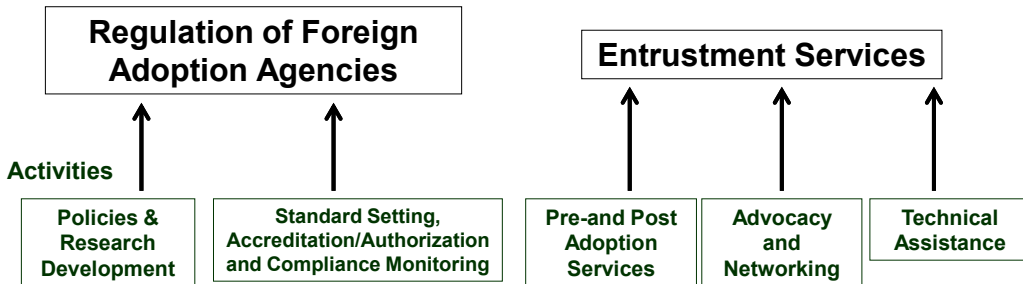 Regulation of Foreign
Adoption Agencies
Entrustment Services
Activities
Policies &
Research
Development
Standard Setting,
Accreditation/Authorization
and Compliance Monitoring
Pre-and Post
Adoption
Services
Advocacy
and
Networking
Technical
Assistance